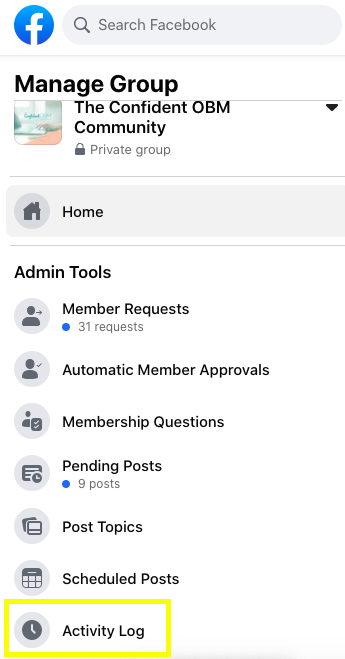 Search Facebook
Manage Group
The Confident OBM
Community
Private group
Home
Admin Tools
Member Requests
31 requests
Automatic Member Approvals
Membership Questions
Pending Posts
9 posts
Post Topics
Scheduled Posts
Activity Log